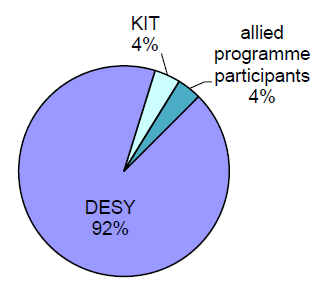 KIT
4%
allied
programme
participants
4%
DESY
92%